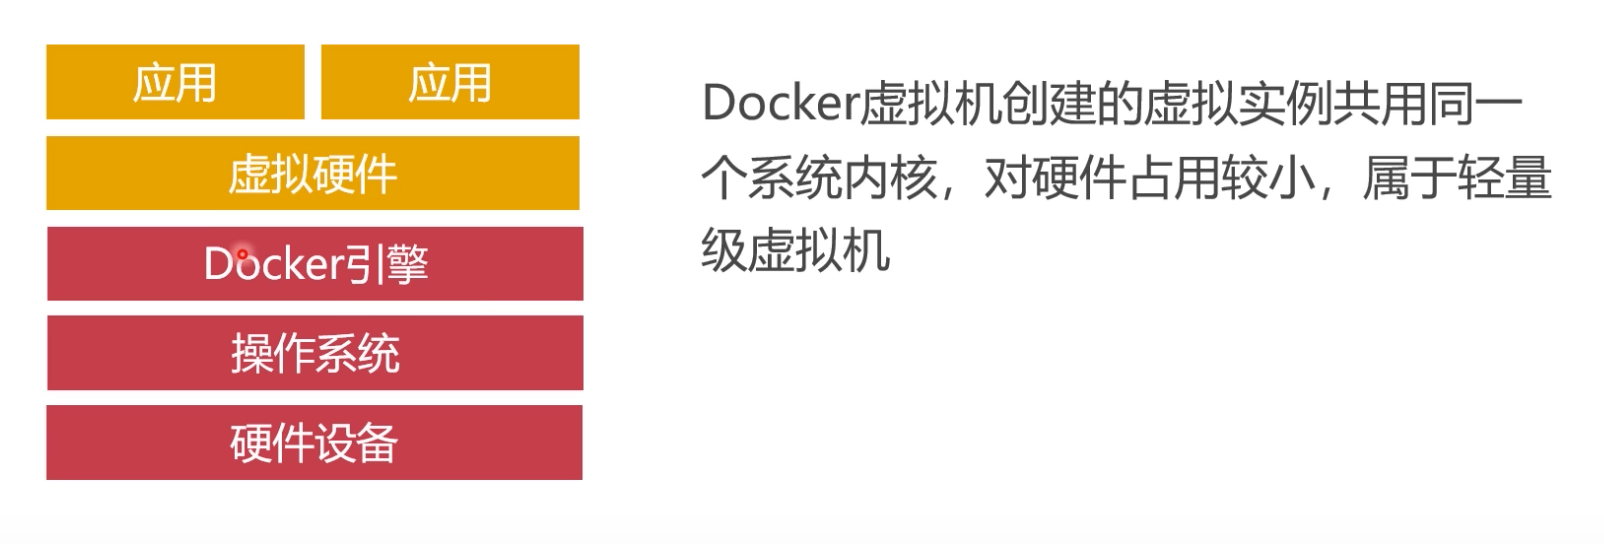 应用 应用
虚拟硬件
Docker引擎
操作系统
硬件设备
Docker虚拟机创建的虚拟实例共用同一
个系统内核，对硬件占用较小，属于轻量
级虚拟机